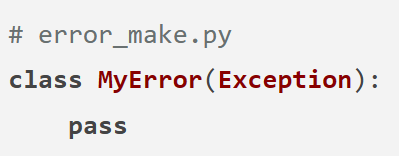 # error_make.py
class MyError(Exception):
    pass